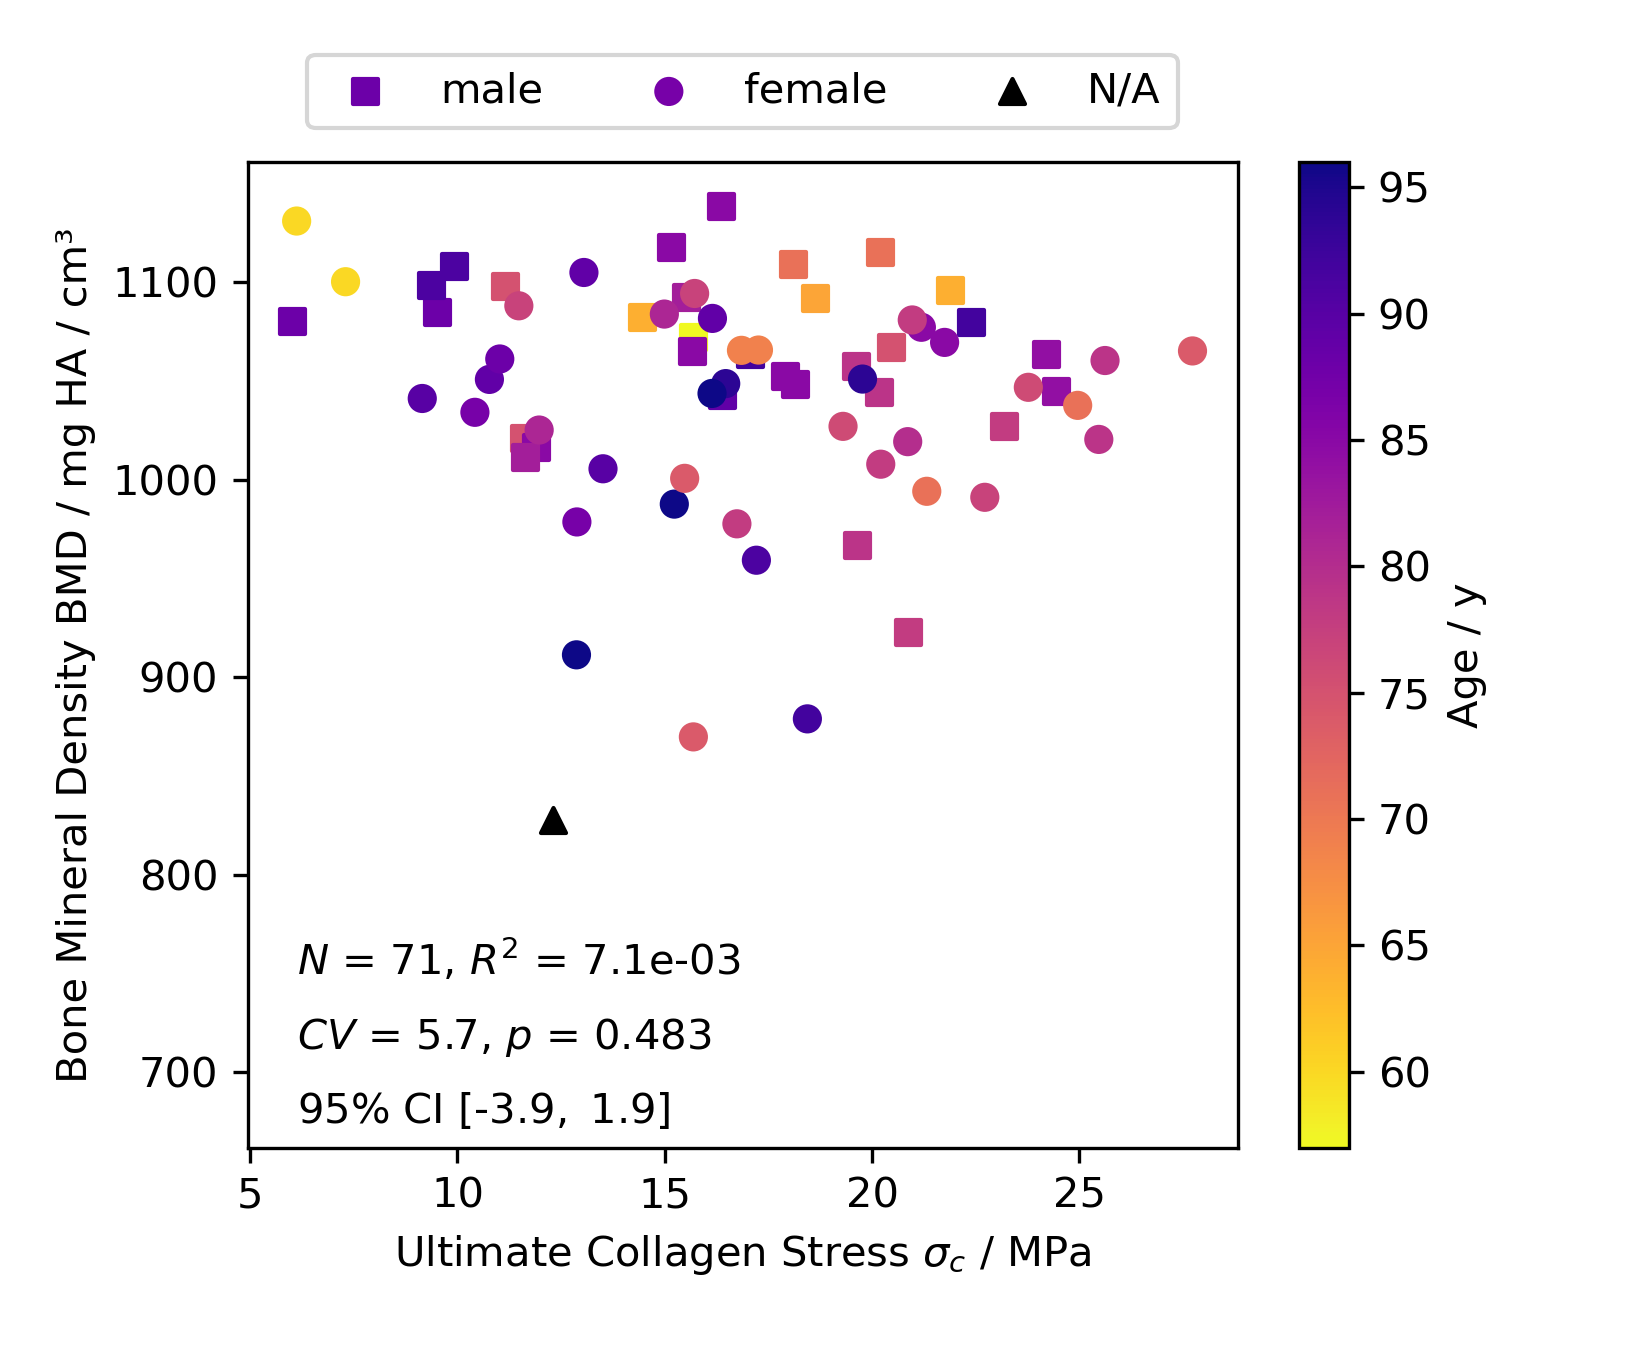 male female N/A
Bone Mineral Density BMD / mg HA / cm³
1100
1000
900
800
700
N = 71, R² = 7.1e-03
CV = 5.7, p = 0.483
95% CI [-3.9, 1.9]
5 10 15 20 25
Ultimate Collagen Stress σ_c / MPa
95
90
85
80
75
70
65
60
Age / y